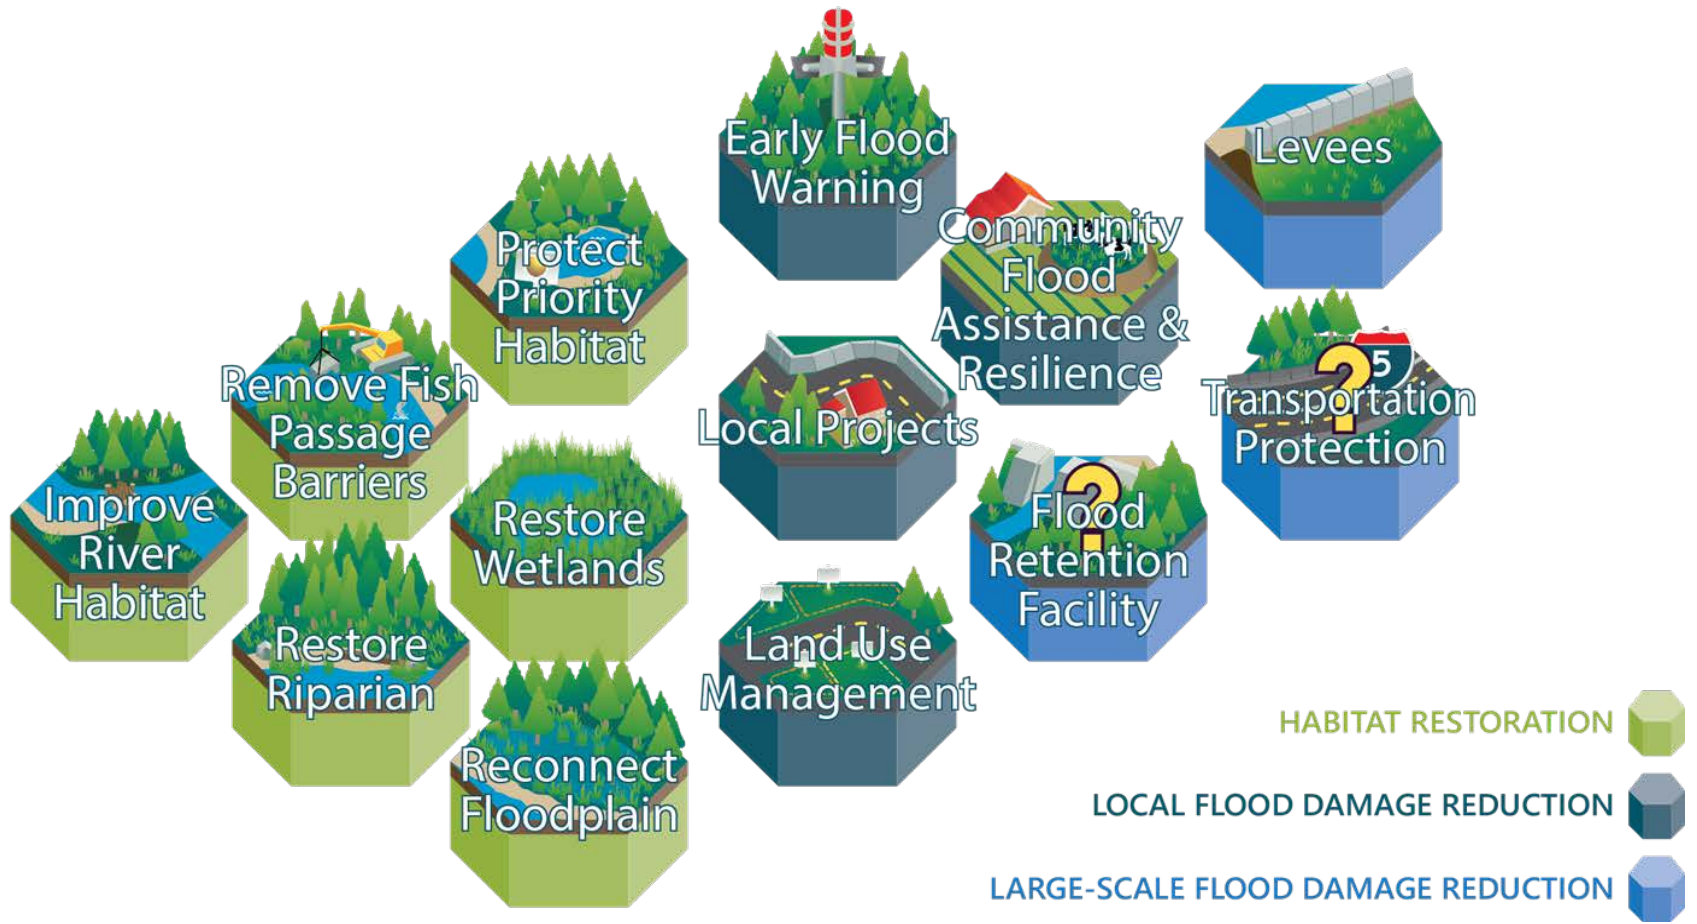 Early Flood
Warning
Levees
Protect
Priority
Habitat
Community
Flood
Assistance &
Resilience
Remove Fish
Passage
Barriers
Local Projects
5
?
Transportation
Protection
Improve
River
Habitat
Restore
Wetlands
?
Flood
Retention
Facility
Restore
Riparian
Land Use
Management
Reconnect
Floodplain
HABITAT RESTORATION
LOCAL FLOOD DAMAGE REDUCTION
LARGE-SCALE FLOOD DAMAGE REDUCTION